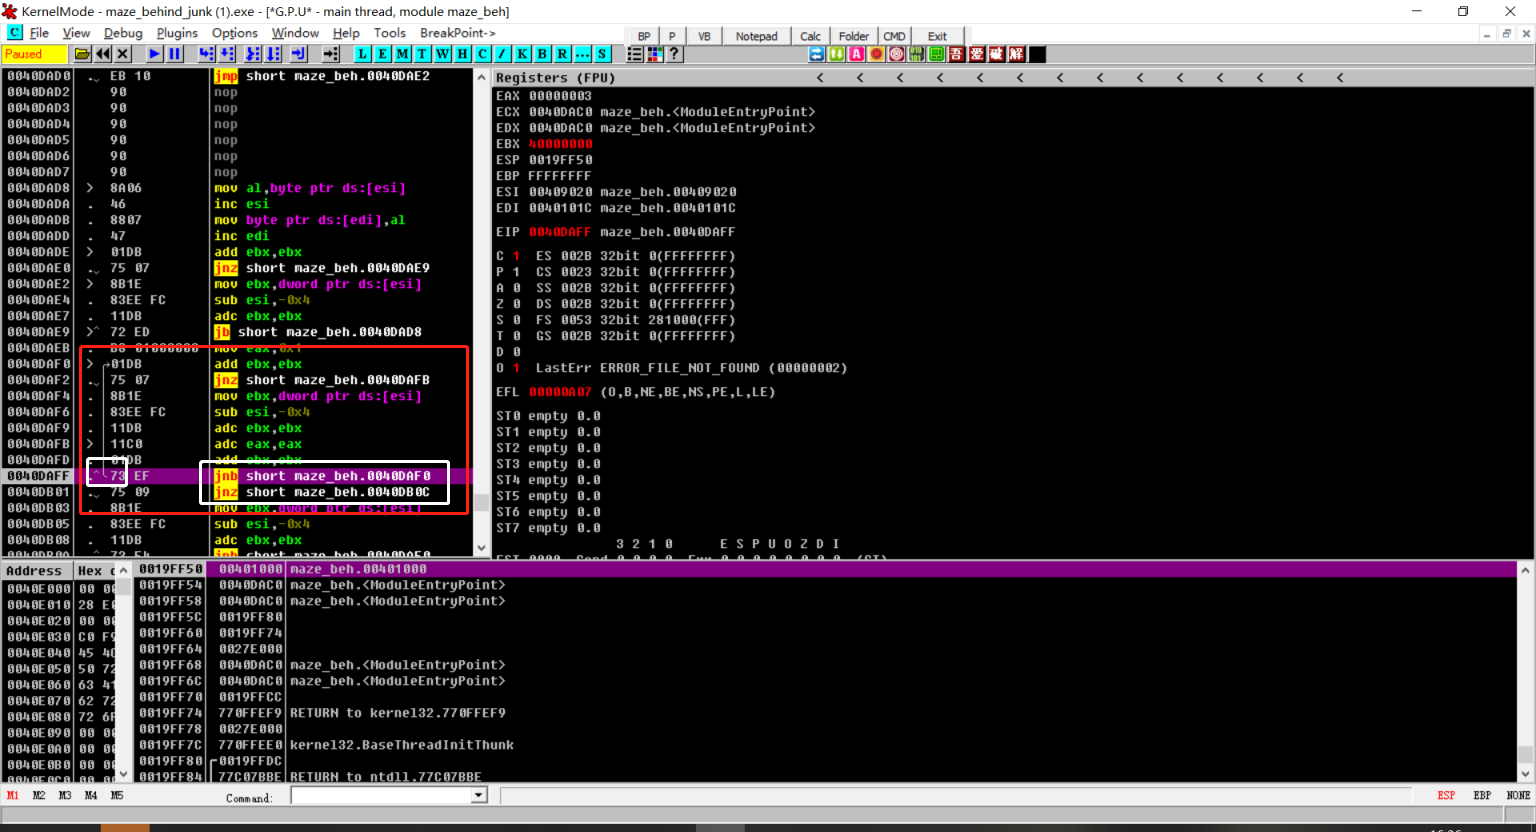 KernelMode - maze_behind_junk (1).exe - [*G.P.U* - main thread, module maze_beh]
C File View Debug Plugins Options Window Help Tools BreakPoint->
BP P VB Notepad Calc Folder CMD Exit
Paused L E M T W H C / K B R ... S ? 吾 爱 破 解
0040DAD0 .⌄ EB 10 jmp short maze_beh.0040DAE2
0040DAD2 90 nop
0040DAD3 90 nop
0040DAD4 90 nop
0040DAD5 90 nop
0040DAD6 90 nop
0040DAD7 90 nop
0040DAD8 > 8A06 mov al,byte ptr ds:[esi]
0040DADA . 46 inc esi
0040DADB . 8807 mov byte ptr ds:[edi],al
0040DADD . 47 inc edi
0040DADE > 01DB add ebx,ebx
0040DAE0 .⌄ 75 07 jnz short maze_beh.0040DAE9
0040DAE2 > 8B1E mov ebx,dword ptr ds:[esi]
0040DAE4 . 83EE FC sub esi,-0x4
0040DAE7 . 11DB adc ebx,ebx
0040DAE9 >^ 72 ED jb short maze_beh.0040DAD8
0040DAEB . B8 01000000 mov eax,0x1
0040DAF0 > 01DB add ebx,ebx
0040DAF2 .⌄ 75 07 jnz short maze_beh.0040DAFB
0040DAF4 . 8B1E mov ebx,dword ptr ds:[esi]
0040DAF6 . 83EE FC sub esi,-0x4
0040DAF9 . 11DB adc ebx,ebx
0040DAFB > 11C0 adc eax,eax
0040DAFD . 01DB add ebx,ebx
0040DAFF .^ 73 EF jnb short maze_beh.0040DAF0
0040DB01 .⌄ 75 09 jnz short maze_beh.0040DB0C
0040DB03 . 8B1E mov ebx,dword ptr ds:[esi]
0040DB05 . 83EE FC sub esi,-0x4
0040DB08 . 11DB adc ebx,ebx
0040DB0A .^ 73 E4 jnb short maze_beh.0040DAF0
Registers (FPU) < < < < < < < < < < < < < <
EAX 00000003
ECX 0040DAC0 maze_beh.<ModuleEntryPoint>
EDX 0040DAC0 maze_beh.<ModuleEntryPoint>
EBX 40000000
ESP 0019FF50
EBP FFFFFFFF
ESI 00409020 maze_beh.00409020
EDI 0040101C maze_beh.0040101C
EIP 0040DAFF maze_beh.0040DAFF
C 1 ES 002B 32bit 0(FFFFFFFF)
P 1 CS 0023 32bit 0(FFFFFFFF)
A 0 SS 002B 32bit 0(FFFFFFFF)
Z 0 DS 002B 32bit 0(FFFFFFFF)
S 0 FS 0053 32bit 281000(FFF)
T 0 GS 002B 32bit 0(FFFFFFFF)
D 0
O 1 LastErr ERROR_FILE_NOT_FOUND (00000002)
EFL 00000A07 (O,B,NE,BE,NS,PE,L,LE)
ST0 empty 0.0
ST1 empty 0.0
ST2 empty 0.0
ST3 empty 0.0
ST4 empty 0.0
ST5 empty 0.0
ST6 empty 0.0
ST7 empty 0.0
3 2 1 0 E S P U O Z D I
Address Hex
0040E000 00 00
0040E010 28 E0
0040E020 00 00
0040E030 C0 F9
0040E040 45 4C
0040E050 50 72
0040E060 63 41
0040E070 62 72
0040E080 72 6F
0040E090 00 00
0040E0A0 00 00
0040E0B0 00 00
0040E0C0 00 00
0019FF50 00401000 maze_beh.00401000
0019FF54 0040DAC0 maze_beh.<ModuleEntryPoint>
0019FF58 0040DAC0 maze_beh.<ModuleEntryPoint>
0019FF5C 0019FF80
0019FF60 0019FF74
0019FF64 0027E000
0019FF68 0040DAC0 maze_beh.<ModuleEntryPoint>
0019FF6C 0040DAC0 maze_beh.<ModuleEntryPoint>
0019FF70 0019FFCC
0019FF74 770FFEF9 RETURN to kernel32.770FFEF9
0019FF78 0027E000
0019FF7C 770FFEE0 kernel32.BaseThreadInitThunk
0019FF80 0019FFDC
0019FF84 77C07BBE RETURN to ntdll.77C07BBE
M1 M2 M3 M4 M5 Command: ESP EBP NONE